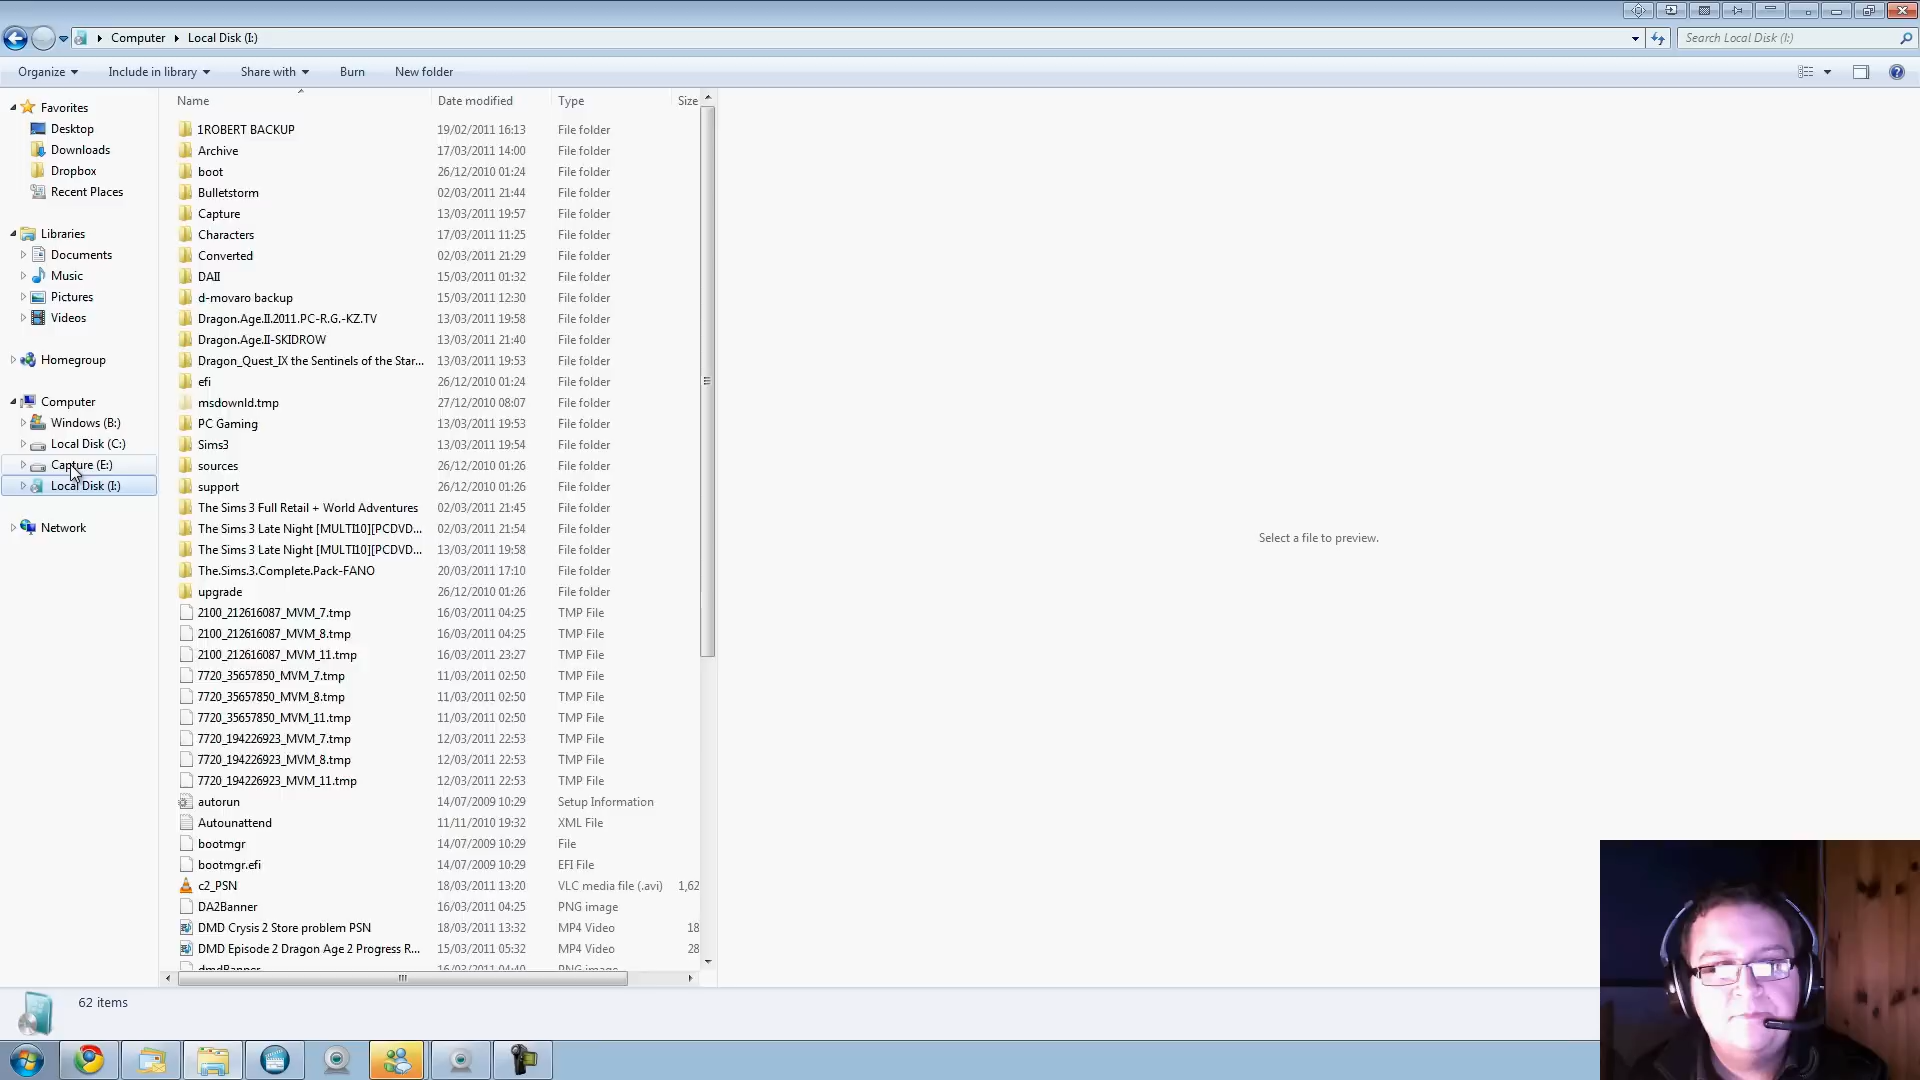 Computer ▸ Local Disk (I:)
Search Local Disk (I:)
Organize Include in library Share with Burn New folder
Favorites
Desktop
Downloads
Dropbox
Recent Places
Libraries
Documents
Music
Pictures
Videos
Homegroup
Computer
Windows (B:)
Local Disk (C:)
Capture (E:)
Local Disk (I:)
Network
Name Date modified Type Size
1ROBERT BACKUP 19/02/2011 16:13 File folder
Archive 17/03/2011 14:00 File folder
boot 26/12/2010 01:24 File folder
Bulletstorm 02/03/2011 21:44 File folder
Capture 13/03/2011 19:57 File folder
Characters 17/03/2011 11:25 File folder
Converted 02/03/2011 21:29 File folder
DAII 15/03/2011 01:32 File folder
d-movaro backup 15/03/2011 12:30 File folder
Dragon.Age.II.2011.PC-R.G.-KZ.TV 13/03/2011 19:58 File folder
Dragon.Age.II-SKIDROW 13/03/2011 21:40 File folder
Dragon_Quest_IX the Sentinels of the Star... 13/03/2011 19:53 File folder
efi 26/12/2010 01:24 File folder
msdownld.tmp 27/12/2010 08:07 File folder
PC Gaming 13/03/2011 19:53 File folder
Sims3 13/03/2011 19:54 File folder
sources 26/12/2010 01:26 File folder
support 26/12/2010 01:26 File folder
The Sims 3 Full Retail + World Adventures 02/03/2011 21:45 File folder
The Sims 3 Late Night [MULTI10][PCDVD... 02/03/2011 21:54 File folder
The Sims 3 Late Night [MULTI10][PCDVD... 13/03/2011 19:58 File folder
The.Sims.3.Complete.Pack-FANO 20/03/2011 17:10 File folder
upgrade 26/12/2010 01:26 File folder
2100_212616087_MVM_7.tmp 16/03/2011 04:25 TMP File
2100_212616087_MVM_8.tmp 16/03/2011 04:25 TMP File
2100_212616087_MVM_11.tmp 16/03/2011 23:27 TMP File
7720_35657850_MVM_7.tmp 11/03/2011 02:50 TMP File
7720_35657850_MVM_8.tmp 11/03/2011 02:50 TMP File
7720_35657850_MVM_11.tmp 11/03/2011 02:50 TMP File
7720_194226923_MVM_7.tmp 12/03/2011 22:53 TMP File
7720_194226923_MVM_8.tmp 12/03/2011 22:53 TMP File
7720_194226923_MVM_11.tmp 12/03/2011 22:53 TMP File
autorun 14/07/2009 10:29 Setup Information
Autounattend 11/11/2010 19:32 XML File
bootmgr 14/07/2009 10:29 File
bootmgr.efi 14/07/2009 10:29 EFI File
c2_PSN 18/03/2011 13:20 VLC media file (.avi) 1,62
DA2Banner 16/03/2011 04:25 PNG image
DMD Crysis 2 Store problem PSN 18/03/2011 13:32 MP4 Video 18
DMD Episode 2 Dragon Age 2 Progress R... 15/03/2011 05:32 MP4 Video 28
dmdBanner 16/03/2011 04:40 PNG image
Select a file to preview.
62 items